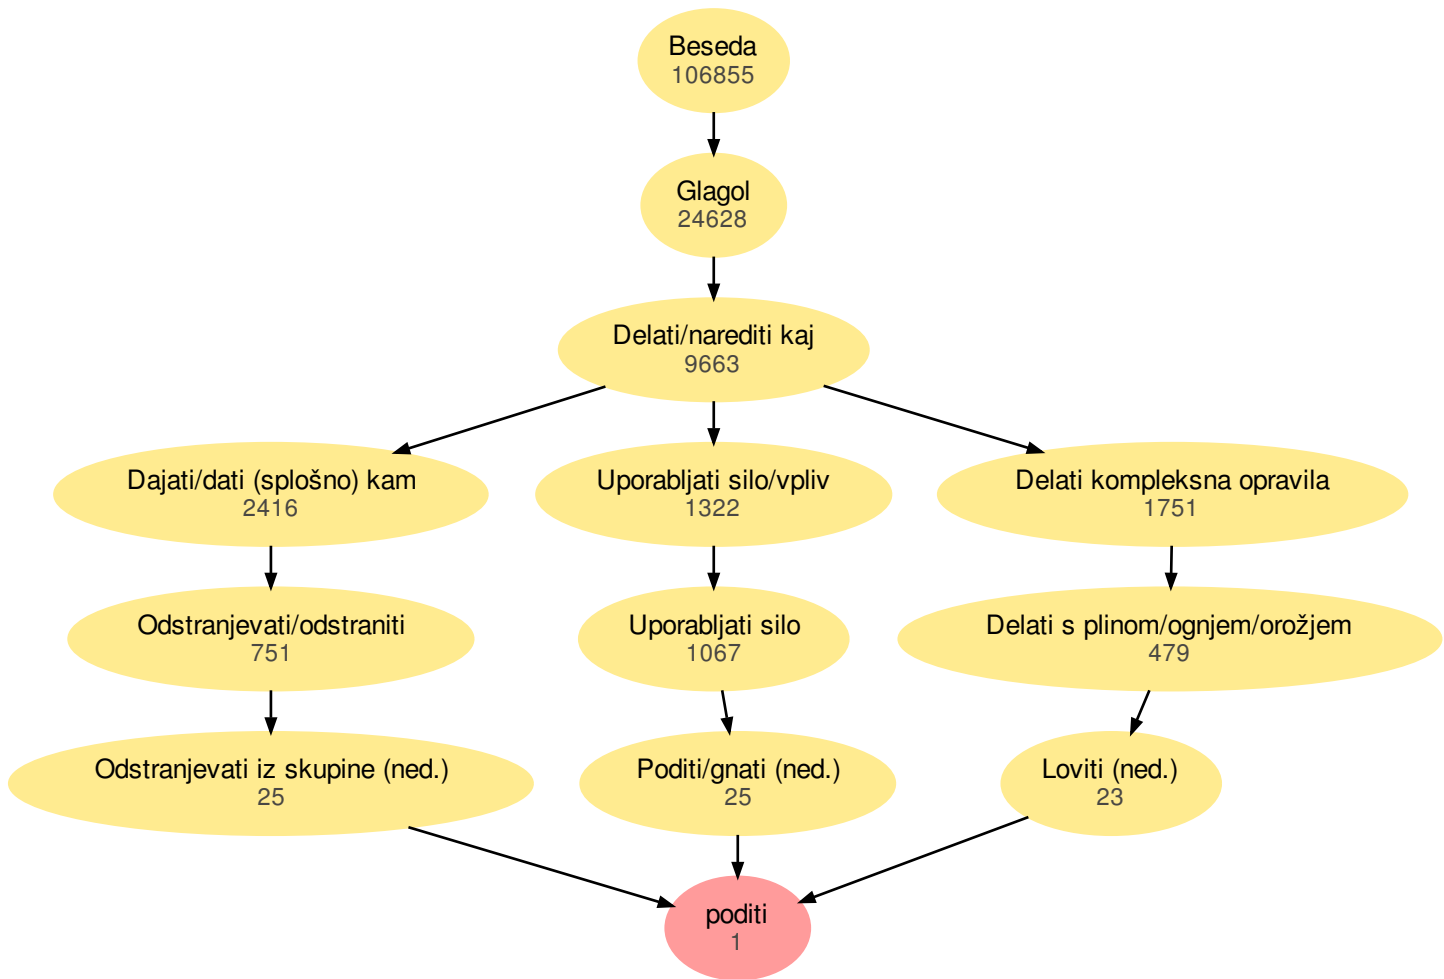 Beseda
106855
Glagol
24628
Delati/narediti kaj
9663
Dajati/dati (splošno) kam
2416
Uporabljati silo/vpliv
1322
Delati kompleksna opravila
1751
Odstranjevati/odstraniti
751
Uporabljati silo
1067
Delati s plinom/ognjem/orožjem
479
Odstranjevati iz skupine (ned.)
25
Poditi/gnati (ned.)
25
Loviti (ned.)
23
poditi
1